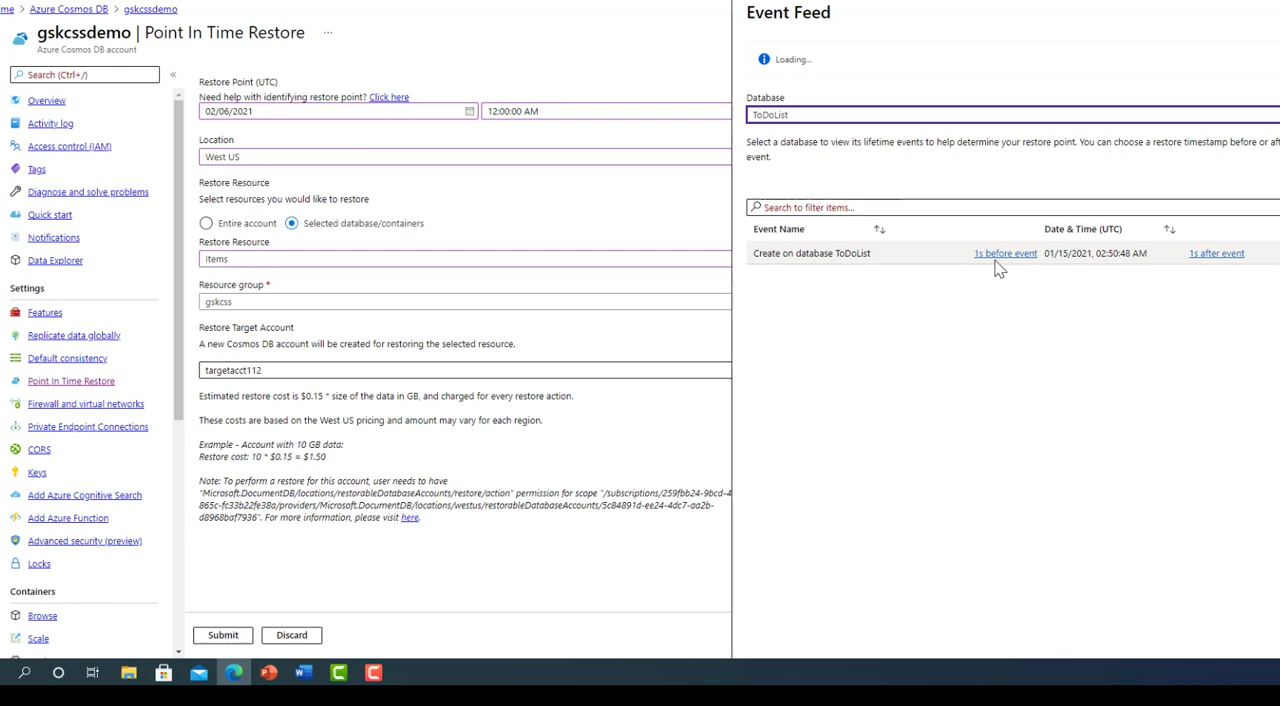 me > Azure Cosmos DB > gskcssdemo
gskcssdemo | Point In Time Restore ...
Azure Cosmos DB account
Search (Ctrl+/) «
Overview
Activity log
Access control (IAM)
Tags
Diagnose and solve problems
Quick start
Notifications
Data Explorer
Settings
Features
Replicate data globally
Default consistency
Point In Time Restore
Firewall and virtual networks
Private Endpoint Connections
CORS
Keys
Add Azure Cognitive Search
Add Azure Function
Advanced security (preview)
Locks
Containers
Browse
Scale
Restore Point (UTC)
Need help with identifying restore point? Click here
02/06/2021 12:00:00 AM
Location
West US
Restore Resource
Select resources you would like to restore
Entire account Selected database/containers
Restore Resource
Items
Resource group *
gskcss
Restore Target Account
A new Cosmos DB account will be created for restoring the selected resource.
targetacct112
Estimated restore cost is $0.15 * size of the data in GB, and charged for every restore action.
These costs are based on the West US pricing and amount may vary for each region.
Example - Account with 10 GB data:
Restore cost: 10 * $0.15 = $1.50
Note: To perform a restore for this account, user needs to have
"Microsoft.DocumentDB/locations/restorableDatabaseAccounts/restore/action" permission for scope "/subscriptions/259fbb24-9bcd-4
865c-fc33b22fe38a/providers/Microsoft.DocumentDB/locations/westus/restorableDatabaseAccounts/5c84891d-ee24-4dc7-aa2b-
d8968baf7936". For more information, please visit here.
Submit Discard
Event Feed
Loading...
Database
ToDoList
Select a database to view its lifetime events to help determine your restore point. You can choose a restore timestamp before or afte
event.
Search to filter items...
Event Name Date & Time (UTC)
Create on database ToDoList 1s before event 01/15/2021, 02:50:48 AM 1s after event